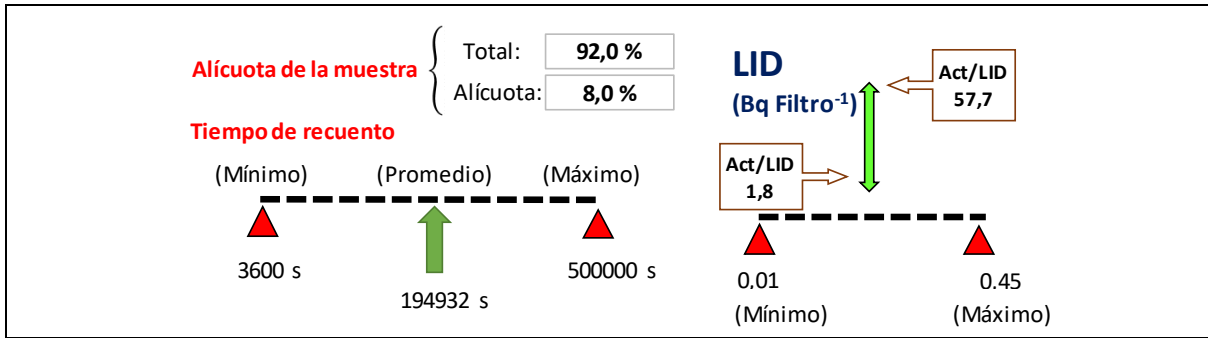 Alícuota de la muestra
Total: 92,0 %
Alícuota: 8,0 %
Tiempo de recuento
(Mínimo) (Promedio) (Máximo)
3600 s
194932 s
500000 s
LID
(Bq Filtro⁻¹)
Act/LID
57,7
Act/LID
1,8
0,01
(Mínimo)
0.45
(Máximo)